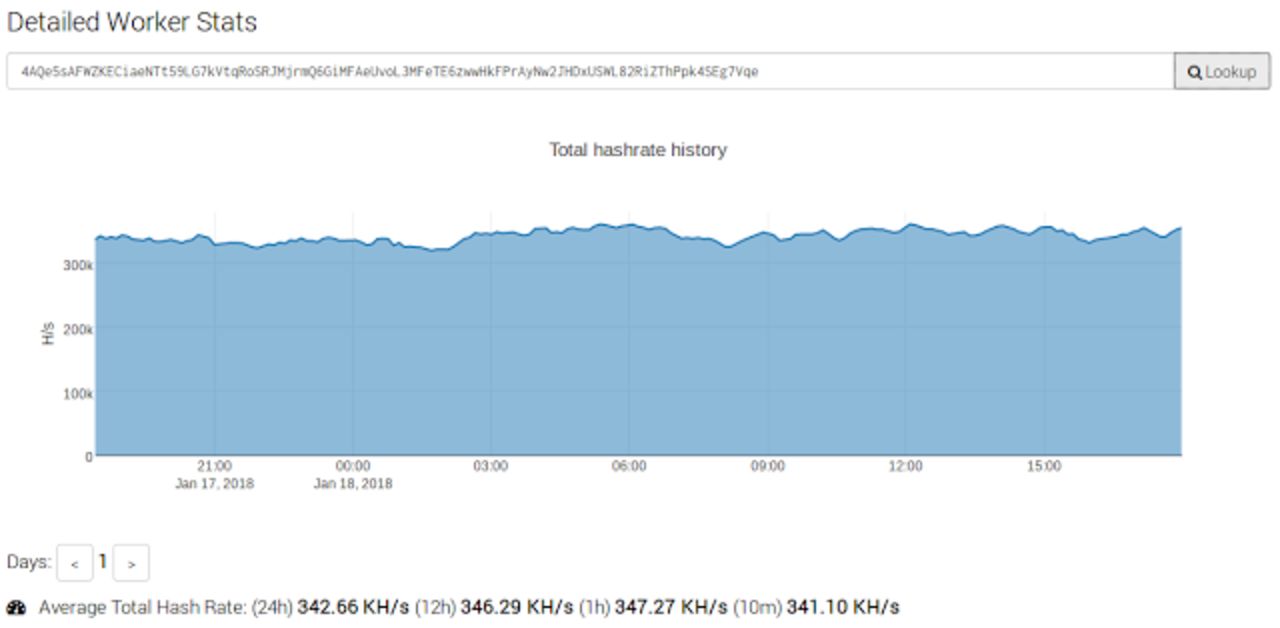 Detailed Worker Stats
4AQe5sAFWZKECiaeNTt59LG7kVtqRoSRJMjrmQ6GiMFAeUvoL3MFeTE6zwwHkFPrAyNw2JHDxUSWL82RiZThPpk4SEg7Vqe
Lookup
Total hashrate history
300k
200k
100k
0
H/s
21:00 00:00 03:00 06:00 09:00 12:00 15:00
Jan 17, 2018 Jan 18, 2018
Days: < 1 >
Average Total Hash Rate: (24h) 342.66 KH/s (12h) 346.29 KH/s (1h) 347.27 KH/s (10m) 341.10 KH/s